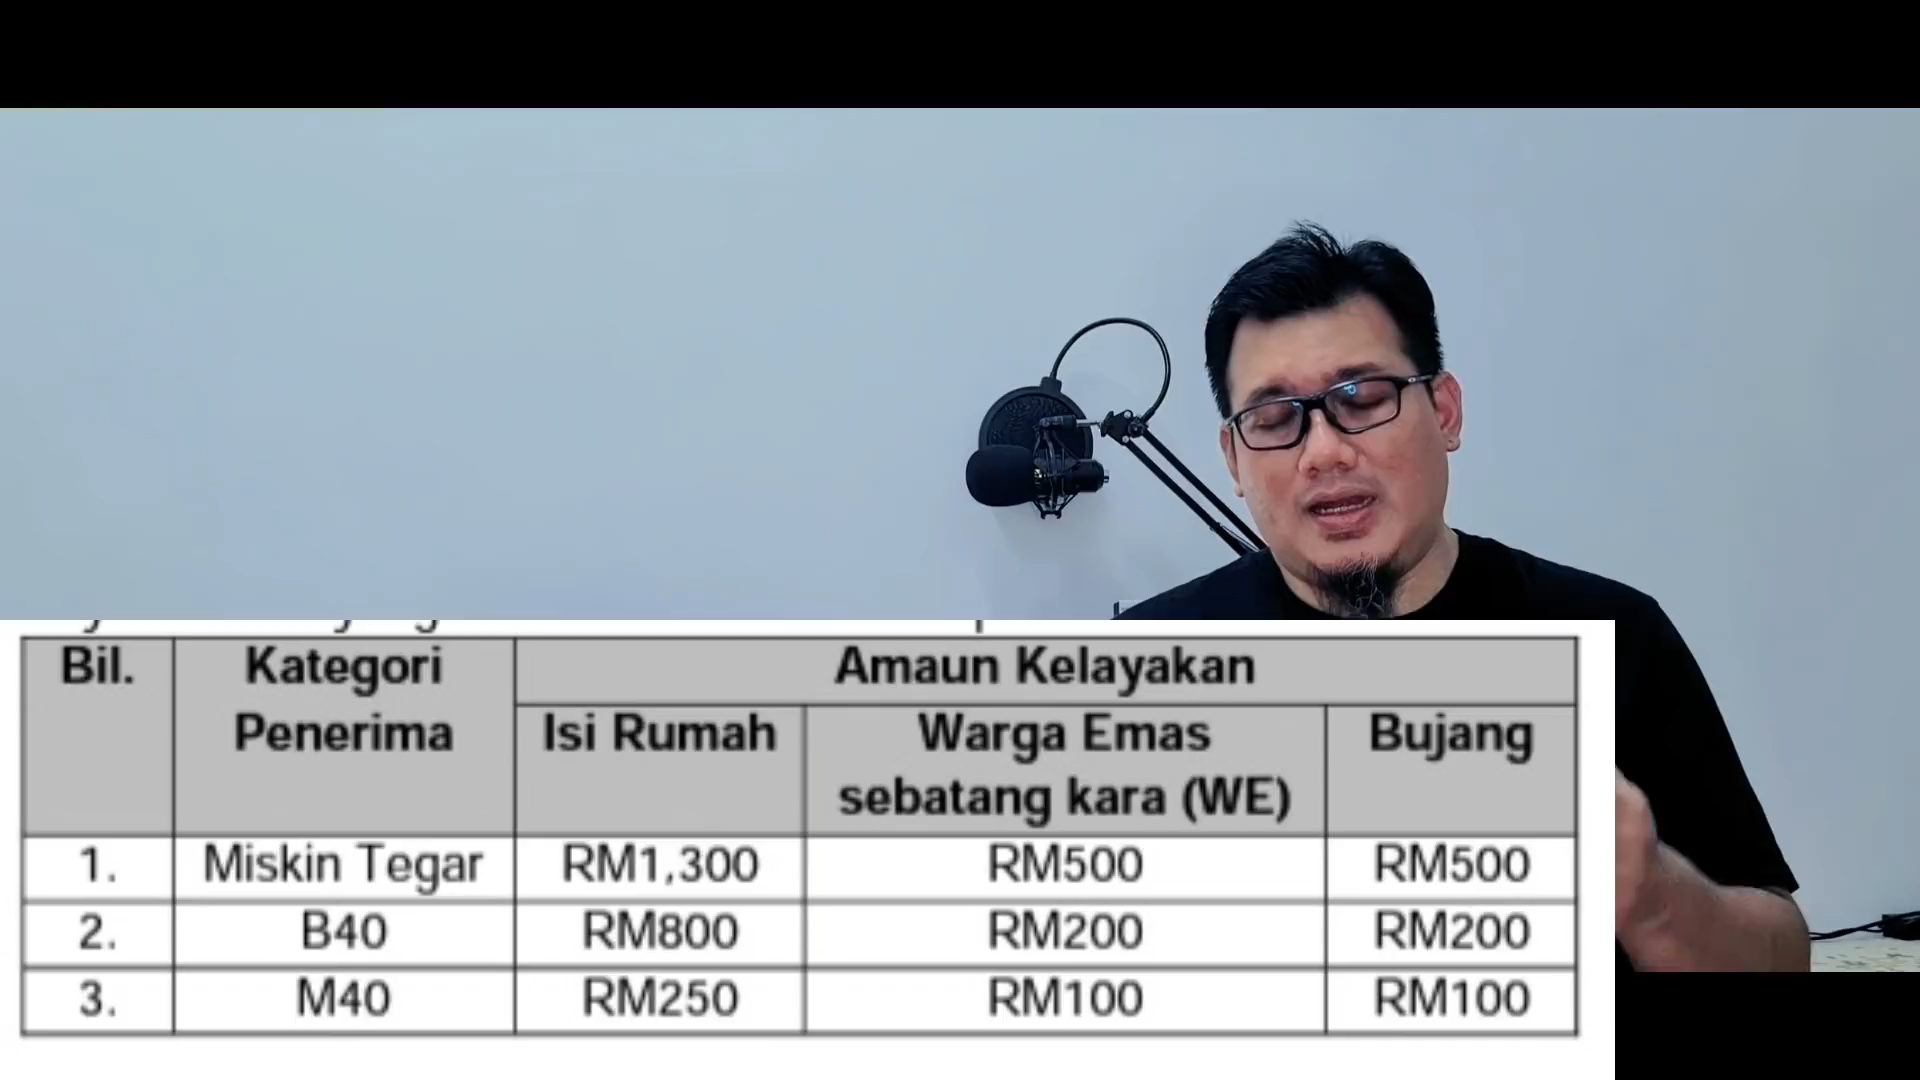 Bil. Kategori Penerima Amaun Kelayakan
Isi Rumah Warga Emas sebatang kara (WE) Bujang
1. Miskin Tegar RM1,300 RM500 RM500
2. B40 RM800 RM200 RM200
3. M40 RM250 RM100 RM100